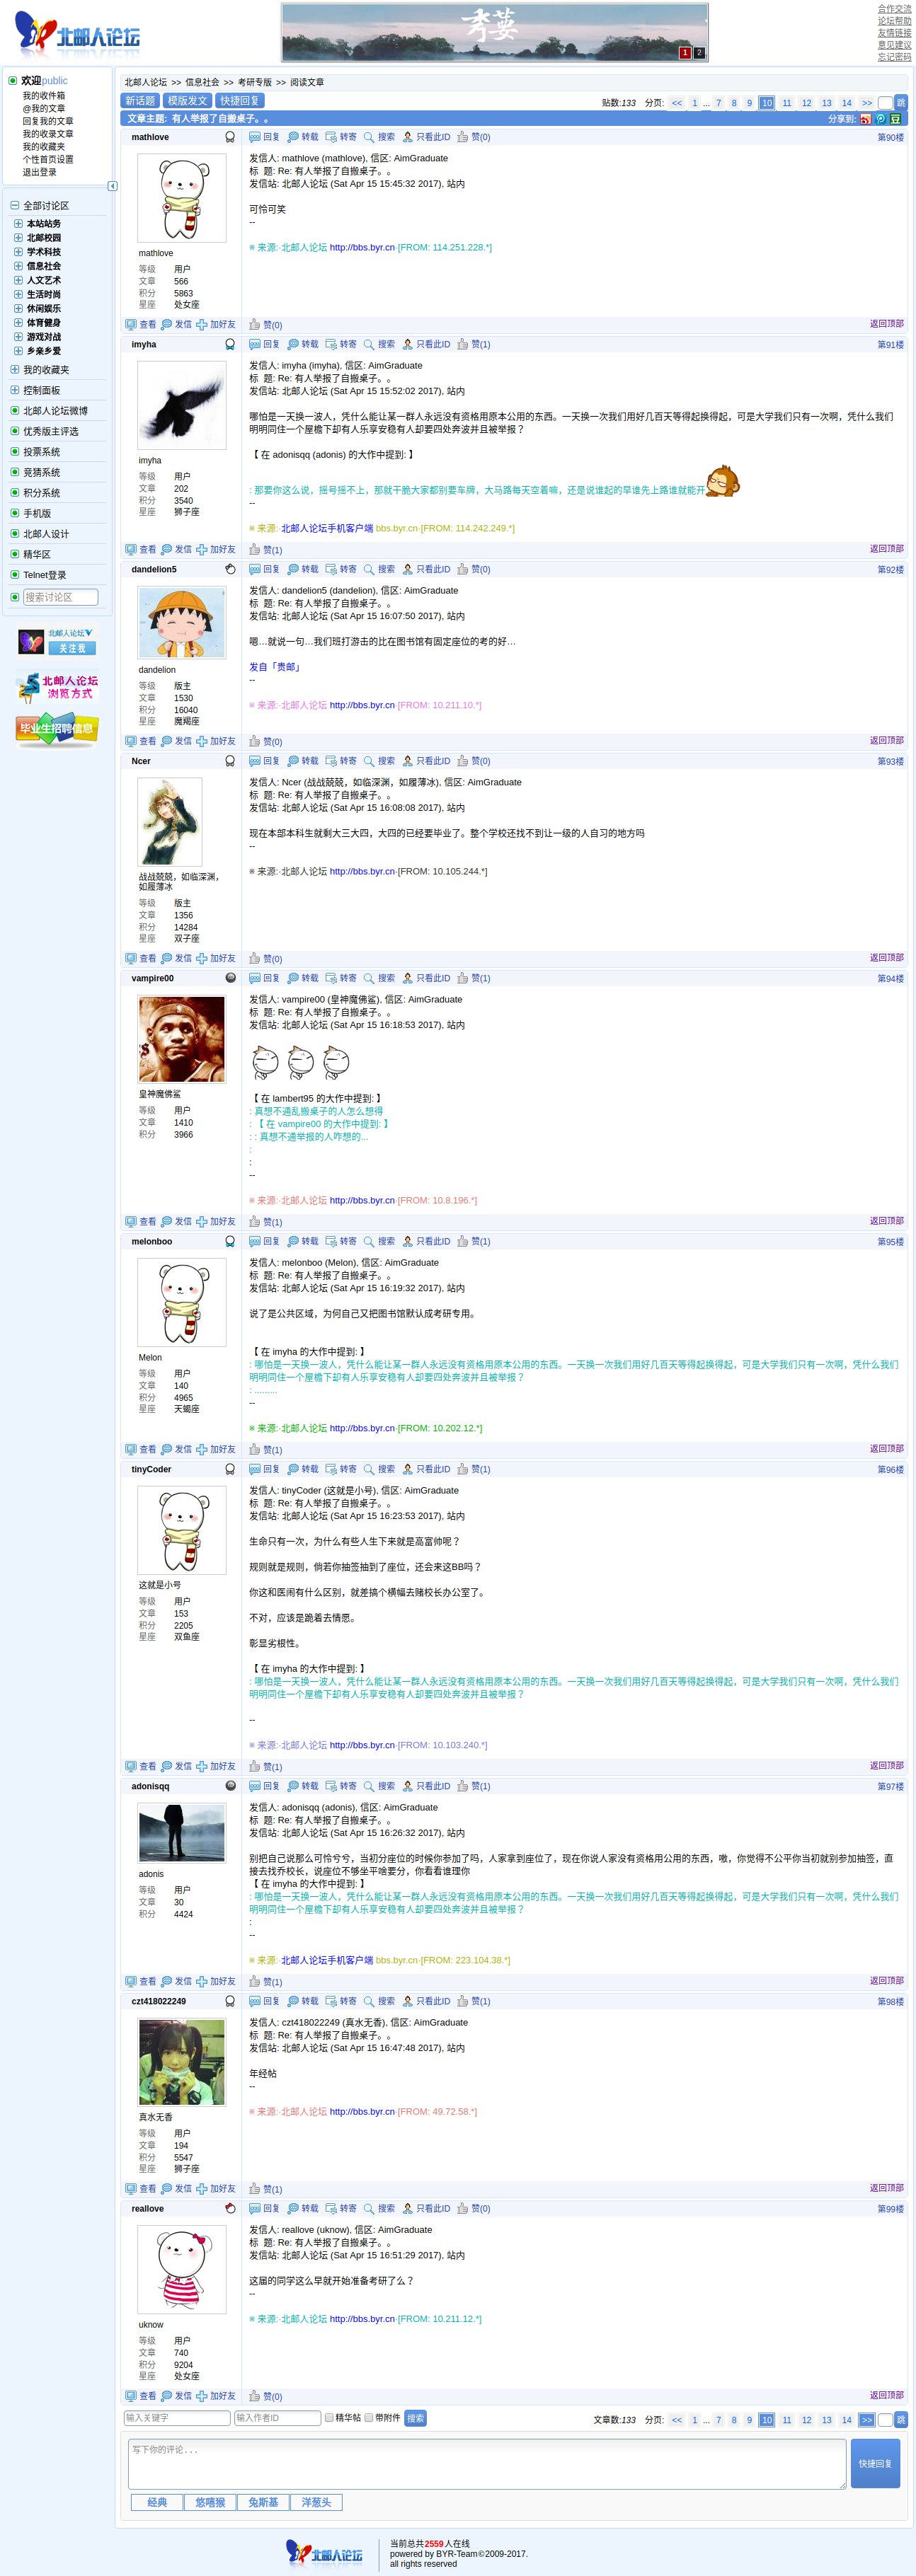 北邮人论坛
考薆
1 2
合作交流
论坛帮助
友情链接
意见建议
忘记密码
欢迎public
我的收件箱
@我的文章
回复我的文章
我的收录文章
我的收藏夹
个性首页设置
退出登录
全部讨论区
本站站务
北邮校园
学术科技
信息社会
人文艺术
生活时尚
休闲娱乐
体育健身
游戏对战
乡亲乡爱
我的收藏夹
控制面板
北邮人论坛微博
优秀版主评选
投票系统
竞猜系统
积分系统
手机版
北邮人设计
精华区
Telnet登录
搜索讨论区
北邮人论坛
关注我
北邮人论坛
浏览方式
毕业生招聘信息
北邮人论坛 >> 信息社会 >> 考研专版 >> 阅读文章
新话题 模版发文 快捷回复
贴数:133 分页: << 1 ... 7 8 9 10 11 12 13 14 >> 跳
文章主题: 有人举报了自搬桌子。。
分享到: 豆
mathlove
回复 转载 转寄 搜索 只看此ID 赞(0)
第90楼
mathlove
等级 用户
文章 566
积分 5863
星座 处女座
发信人: mathlove (mathlove), 信区: AimGraduate
标 题: Re: 有人举报了自搬桌子。。
发信站: 北邮人论坛 (Sat Apr 15 15:45:32 2017), 站内
可怜可笑
--
※ 来源:·北邮人论坛 http://bbs.byr.cn·[FROM: 114.251.228.*]
查看 发信 加好友 赞(0) 返回顶部
imyha
回复 转载 转寄 搜索 只看此ID 赞(1)
第91楼
imyha
等级 用户
文章 202
积分 3540
星座 狮子座
发信人: imyha (imyha), 信区: AimGraduate
标 题: Re: 有人举报了自搬桌子。。
发信站: 北邮人论坛 (Sat Apr 15 15:52:02 2017), 站内
哪怕是一天换一波人，凭什么能让某一群人永远没有资格用原本公用的东西。一天换一次我们用好几百天等得起换得起，可是大学我们只有一次啊，凭什么我们
明明同住一个屋檐下却有人乐享安稳有人却要四处奔波并且被举报？
【 在 adonisqq (adonis) 的大作中提到: 】
: 那要你这么说，摇号摇不上，那就干脆大家都别要车牌，大马路每天空着嘛，还是说谁起的早谁先上路谁就能开
--
※ 来源:·北邮人论坛手机客户端 bbs.byr.cn·[FROM: 114.242.249.*]
查看 发信 加好友 赞(1) 返回顶部
dandelion5
回复 转载 转寄 搜索 只看此ID 赞(0)
第92楼
dandelion
等级 版主
文章 1530
积分 16040
星座 魔羯座
发信人: dandelion5 (dandelion), 信区: AimGraduate
标 题: Re: 有人举报了自搬桌子。。
发信站: 北邮人论坛 (Sat Apr 15 16:07:50 2017), 站内
嗯…就说一句…我们班打游击的比在图书馆有固定座位的考的好…
发自「贵邮」
--
※ 来源:·北邮人论坛 http://bbs.byr.cn·[FROM: 10.211.10.*]
查看 发信 加好友 赞(0) 返回顶部
Ncer
回复 转载 转寄 搜索 只看此ID 赞(0)
第93楼
战战兢兢，如临深渊，
如履薄冰
等级 版主
文章 1356
积分 14284
星座 双子座
发信人: Ncer (战战兢兢，如临深渊，如履薄冰), 信区: AimGraduate
标 题: Re: 有人举报了自搬桌子。。
发信站: 北邮人论坛 (Sat Apr 15 16:08:08 2017), 站内
现在本部本科生就剩大三大四，大四的已经要毕业了。整个学校还找不到让一级的人自习的地方吗
--
※ 来源:·北邮人论坛 http://bbs.byr.cn·[FROM: 10.105.244.*]
查看 发信 加好友 赞(0) 返回顶部
vampire00
回复 转载 转寄 搜索 只看此ID 赞(1)
第94楼
皇神魔佛鲨
等级 用户
文章 1410
积分 3966
发信人: vampire00 (皇神魔佛鲨), 信区: AimGraduate
标 题: Re: 有人举报了自搬桌子。。
发信站: 北邮人论坛 (Sat Apr 15 16:18:53 2017), 站内
【 在 lambert95 的大作中提到: 】
: 真想不通乱搬桌子的人怎么想得
: 【 在 vampire00 的大作中提到: 】
: : 真想不通举报的人咋想的...
:
:
--
※ 来源:·北邮人论坛 http://bbs.byr.cn·[FROM: 10.8.196.*]
查看 发信 加好友 赞(1) 返回顶部
melonboo
回复 转载 转寄 搜索 只看此ID 赞(1)
第95楼
Melon
等级 用户
文章 140
积分 4965
星座 天蝎座
发信人: melonboo (Melon), 信区: AimGraduate
标 题: Re: 有人举报了自搬桌子。。
发信站: 北邮人论坛 (Sat Apr 15 16:19:32 2017), 站内
说了是公共区域，为何自己又把图书馆默认成考研专用。
【 在 imyha 的大作中提到: 】
: 哪怕是一天换一波人，凭什么能让某一群人永远没有资格用原本公用的东西。一天换一次我们用好几百天等得起换得起，可是大学我们只有一次啊，凭什么我们
明明同住一个屋檐下却有人乐享安稳有人却要四处奔波并且被举报？
: .........
--
※ 来源:·北邮人论坛 http://bbs.byr.cn·[FROM: 10.202.12.*]
查看 发信 加好友 赞(1) 返回顶部
tinyCoder
回复 转载 转寄 搜索 只看此ID 赞(1)
第96楼
这就是小号
等级 用户
文章 153
积分 2205
星座 双鱼座
发信人: tinyCoder (这就是小号), 信区: AimGraduate
标 题: Re: 有人举报了自搬桌子。。
发信站: 北邮人论坛 (Sat Apr 15 16:23:53 2017), 站内
生命只有一次，为什么有些人生下来就是高富帅呢？
规则就是规则，倘若你抽签抽到了座位，还会来这BB吗？
你这和医闹有什么区别，就差搞个横幅去赌校长办公室了。
不对，应该是跪着去情愿。
彰显劣根性。
【 在 imyha 的大作中提到: 】
: 哪怕是一天换一波人，凭什么能让某一群人永远没有资格用原本公用的东西。一天换一次我们用好几百天等得起换得起，可是大学我们只有一次啊，凭什么我们
明明同住一个屋檐下却有人乐享安稳有人却要四处奔波并且被举报？
--
※ 来源:·北邮人论坛 http://bbs.byr.cn·[FROM: 10.103.240.*]
查看 发信 加好友 赞(1) 返回顶部
adonisqq
回复 转载 转寄 搜索 只看此ID 赞(1)
第97楼
adonis
等级 用户
文章 30
积分 4424
发信人: adonisqq (adonis), 信区: AimGraduate
标 题: Re: 有人举报了自搬桌子。。
发信站: 北邮人论坛 (Sat Apr 15 16:26:32 2017), 站内
别把自己说那么可怜兮兮，当初分座位的时候你参加了吗，人家拿到座位了，现在你说人家没有资格用公用的东西，嗷，你觉得不公平你当初就别参加抽签，直
接去找乔校长，说座位不够坐平啥要分，你看看谁理你
【 在 imyha 的大作中提到: 】
: 哪怕是一天换一波人，凭什么能让某一群人永远没有资格用原本公用的东西。一天换一次我们用好几百天等得起换得起，可是大学我们只有一次啊，凭什么我们
明明同住一个屋檐下却有人乐享安稳有人却要四处奔波并且被举报？
:
--
※ 来源:·北邮人论坛手机客户端 bbs.byr.cn·[FROM: 223.104.38.*]
查看 发信 加好友 赞(1) 返回顶部
czt418022249
回复 转载 转寄 搜索 只看此ID 赞(1)
第98楼
真水无香
等级 用户
文章 194
积分 5547
星座 狮子座
发信人: czt418022249 (真水无香), 信区: AimGraduate
标 题: Re: 有人举报了自搬桌子。。
发信站: 北邮人论坛 (Sat Apr 15 16:47:48 2017), 站内
年经帖
--
※ 来源:·北邮人论坛 http://bbs.byr.cn·[FROM: 49.72.58.*]
查看 发信 加好友 赞(1) 返回顶部
reallove
回复 转载 转寄 搜索 只看此ID 赞(0)
第99楼
uknow
等级 用户
文章 740
积分 9204
星座 处女座
发信人: reallove (uknow), 信区: AimGraduate
标 题: Re: 有人举报了自搬桌子。。
发信站: 北邮人论坛 (Sat Apr 15 16:51:29 2017), 站内
这届的同学这么早就开始准备考研了么？
--
※ 来源:·北邮人论坛 http://bbs.byr.cn·[FROM: 10.211.12.*]
查看 发信 加好友 赞(0) 返回顶部
输入关键字 输入作者ID 精华帖 带附件 搜索
文章数:133 分页: << 1 ... 7 8 9 10 11 12 13 14 >> 跳
写下你的评论...
快捷回复
经典 悠嘻猴 兔斯基 洋葱头
北邮人论坛
当前总共2559人在线
powered by BYR-Team©2009-2017.
all rights reserved